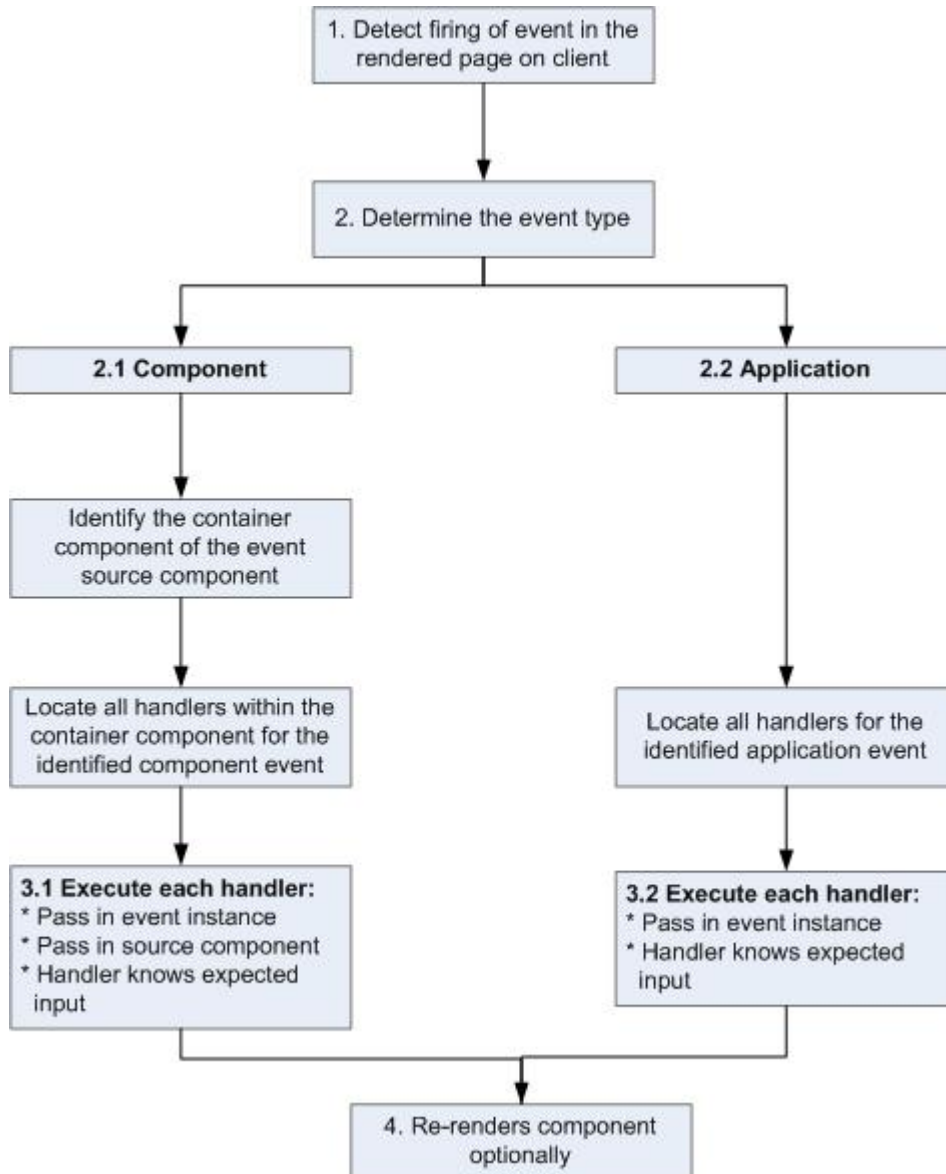 1. Detect firing of event in the
rendered page on client
2. Determine the event type
2.1 Component
2.2 Application
Identify the container
component of the event
source component
Locate all handlers within the
container component for the
identified component event
Locate all handlers for the
identified application event
3.1 Execute each handler:
* Pass in event instance
* Pass in source component
* Handler knows expected
input
3.2 Execute each handler:
* Pass in event instance
* Handler knows expected
input
4. Re-renders component
optionally